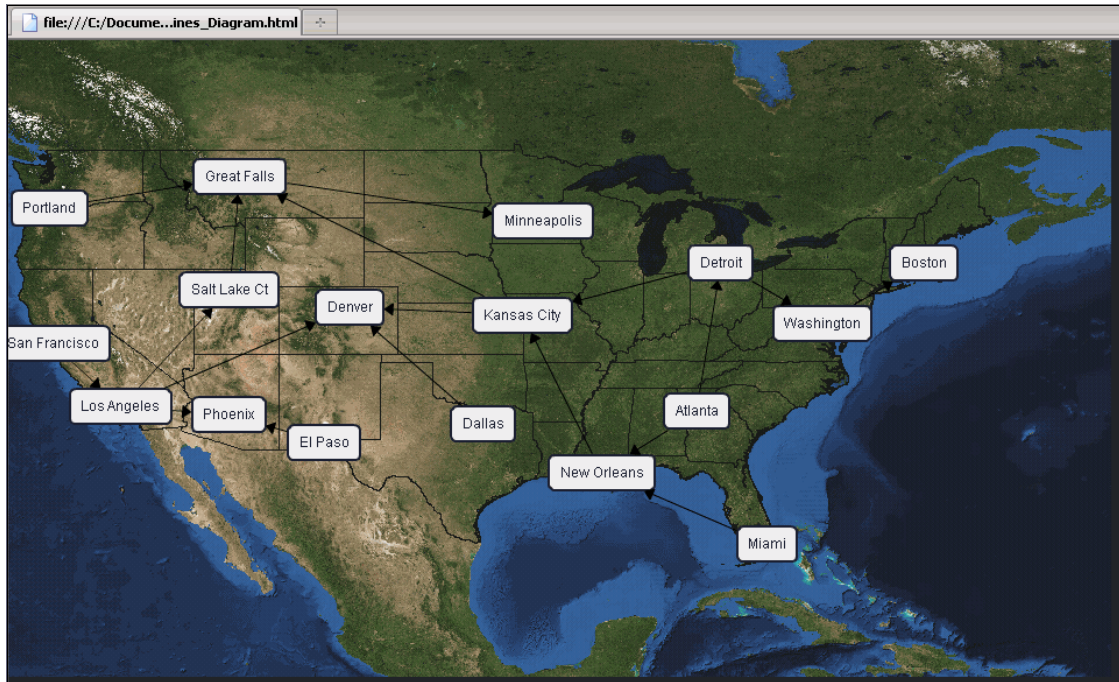 file:///C:/Docume...ines_Diagram.html
Great Falls
Portland
Minneapolis
Detroit
Boston
Salt Lake Ct
Denver
Kansas City
Washington
San Francisco
Los Angeles
Phoenix
Atlanta
Dallas
El Paso
New Orleans
Miami